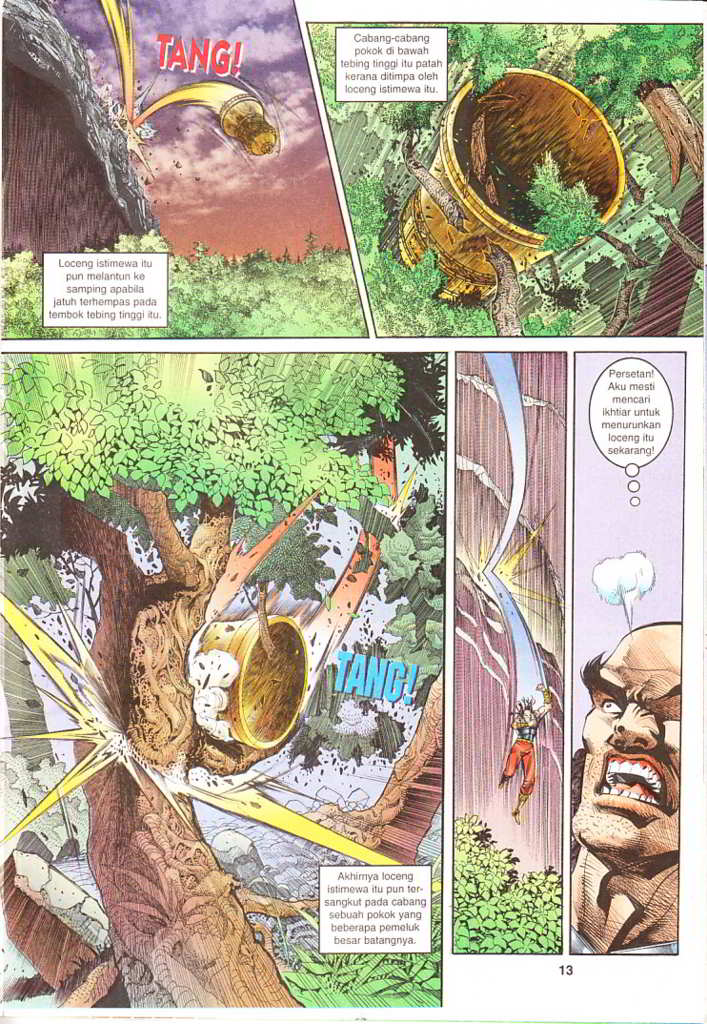 TANG!
Loceng istimewa itu
pun melantun ke
samping apabila
jatuh terhempas pada
tembok tebing tinggi itu.
Cabang-cabang
pokok di bawah
tebing tinggi itu patah
kerana ditimpa oleh
loceng istimewa itu.
TANG!
Akhirnya loceng
istimewa itu pun ter-
sangkut pada cabang
sebuah pokok yang
beberapa pemeluk
besar batangnya.
Persetan!
Aku mesti
mencari
ikhtiar untuk
menurunkan
loceng itu
sekarang!
13